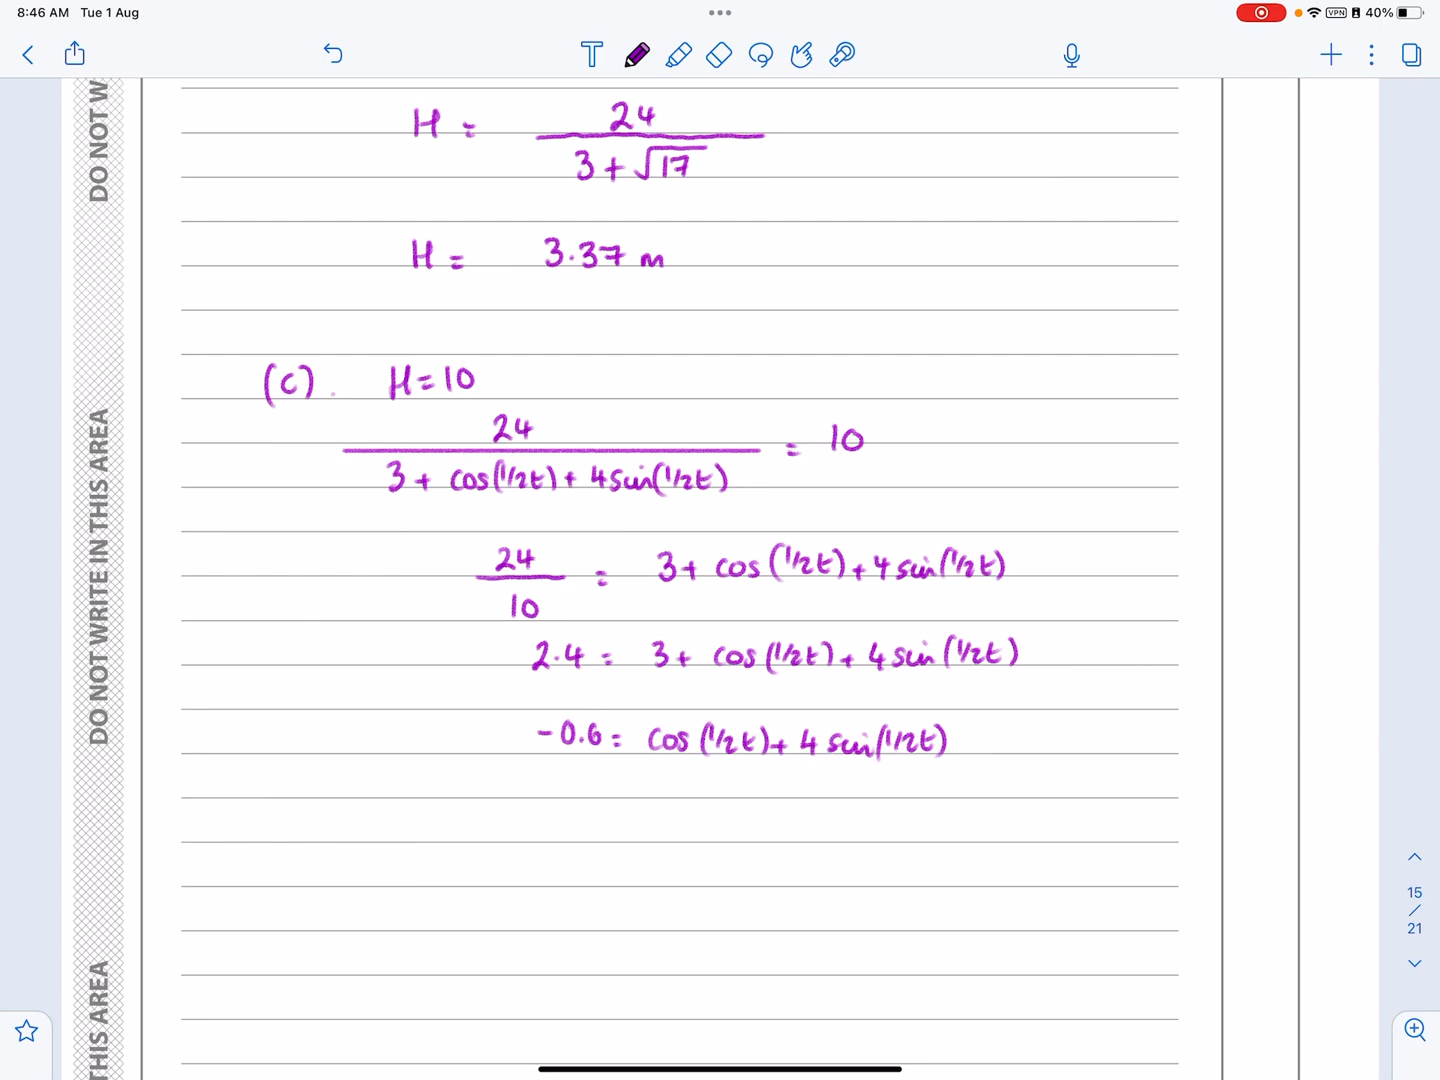 8:46 AM Tue 1 Aug
VPN 40%
DO NOT W
H = 24 / 3 + √17
H = 3.37 m
(c). H = 10
24 / 3 + cos(1/2t) + 4sin(1/2t) = 10
24 / 10 = 3 + cos(1/2t) + 4sin(1/2t)
2.4 = 3 + cos(1/2t) + 4sin(1/2t)
-0.6 = cos(1/2t) + 4sin(1/2t)
DO NOT WRITE IN THIS AREA
THIS AREA
15
/
21